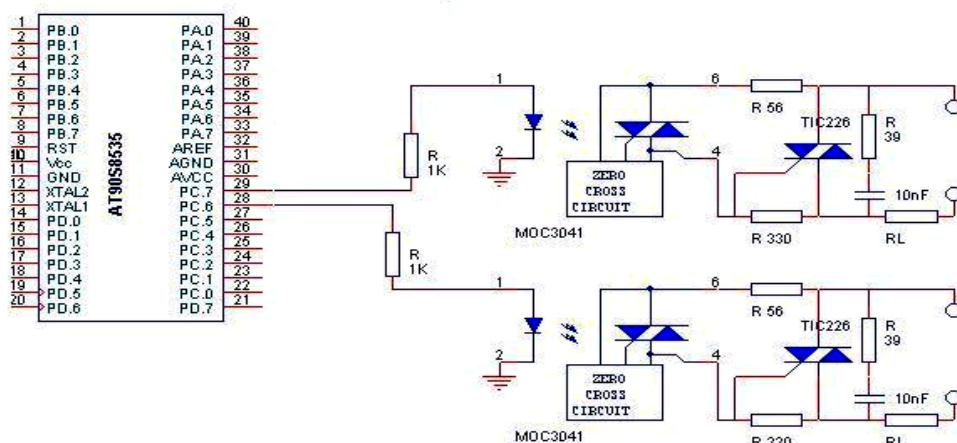 1 PB.0 PA.0 40
2 PB.1 PA.1 39
3 PB.2 PA.2 38
4 PB.3 PA.3 37
5 PB.4 PA.4 36
6 PB.5 PA.5 35
7 PB.6 PA.6 34
8 PB.7 PA.7 33
9 RST AREF 32
10 Vcc AGND 31
11 GND AVCC 30
12 XTAL2 PC.7 29
13 XTAL1 PC.6 28
14 PD.0 PC.5 27
15 PD.1 PC.4 26
16 PD.2 PC.3 25
17 PD.3 PC.2 24
18 PD.4 PC.1 23
19 PD.5 PC.0 22
20 PD.6 PD.7 21
AT90S8535
R
1K
R
1K
1
2
ZERO
CROSS
CIRCUIT
MOC3041
6
4
R 56
TIC226
R
39
10nF
R 330
RL
1
2
ZERO
CROSS
CIRCUIT
MOC3041
6
4
R 56
TIC226
R
39
10nF
R 330
RL